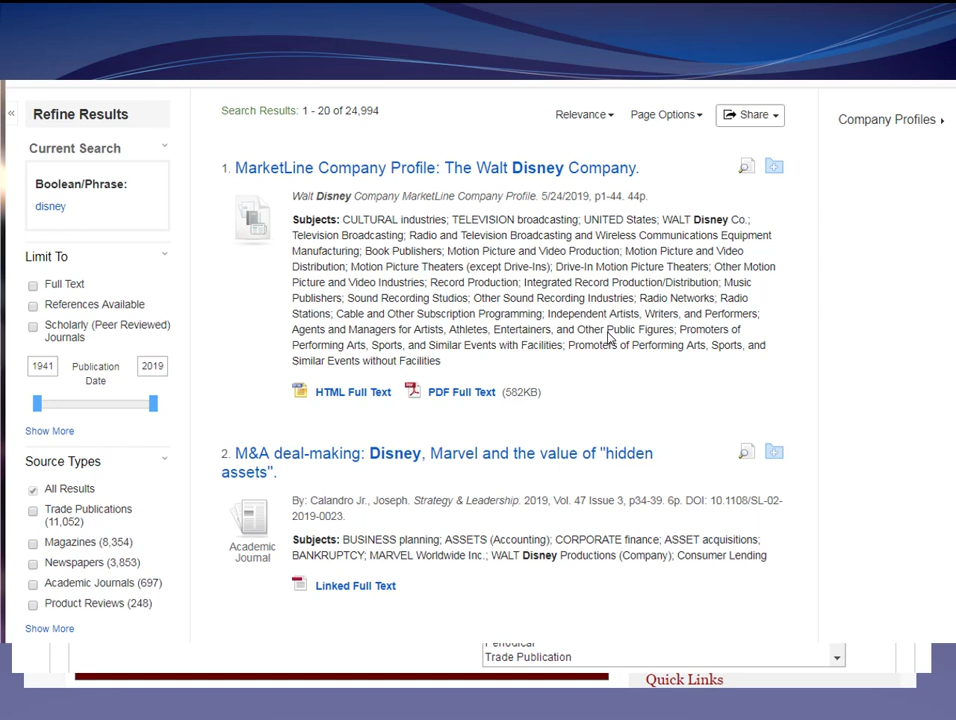 «
Refine Results
Current Search
Boolean/Phrase:
disney
Limit To
Full Text
References Available
Scholarly (Peer Reviewed)
Journals
1941
Publication
Date
2019
Show More
Source Types
All Results
Trade Publications
(11,052)
Magazines (8,354)
Newspapers (3,853)
Academic Journals (697)
Product Reviews (248)
Show More
Search Results: 1 - 20 of 24,994
Relevance
Page Options
Share
1. MarketLine Company Profile: The Walt Disney Company.
Walt Disney Company MarketLine Company Profile. 5/24/2019, p1-44. 44p.
Subjects: CULTURAL industries; TELEVISION broadcasting; UNITED States; WALT Disney Co.;
Television Broadcasting; Radio and Television Broadcasting and Wireless Communications Equipment
Manufacturing; Book Publishers; Motion Picture and Video Production; Motion Picture and Video
Distribution; Motion Picture Theaters (except Drive-Ins); Drive-In Motion Picture Theaters; Other Motion
Picture and Video Industries; Record Production; Integrated Record Production/Distribution; Music
Publishers; Sound Recording Studios; Other Sound Recording Industries; Radio Networks; Radio
Stations; Cable and Other Subscription Programming; Independent Artists, Writers, and Performers;
Agents and Managers for Artists, Athletes, Entertainers, and Other Public Figures; Promoters of
Performing Arts, Sports, and Similar Events with Facilities; Promoters of Performing Arts, Sports, and
Similar Events without Facilities
HTML Full Text PDF Full Text (582KB)
2. M&A deal-making: Disney, Marvel and the value of "hidden
assets".
Academic
Journal
By: Calandro Jr., Joseph. Strategy & Leadership. 2019, Vol. 47 Issue 3, p34-39. 6p. DOI: 10.1108/SL-02-
2019-0023.
Subjects: BUSINESS planning; ASSETS (Accounting); CORPORATE finance; ASSET acquisitions;
BANKRUPTCY; MARVEL Worldwide Inc.; WALT Disney Productions (Company); Consumer Lending
Linked Full Text
Company Profiles
Periodical
Trade Publication
Quick Links